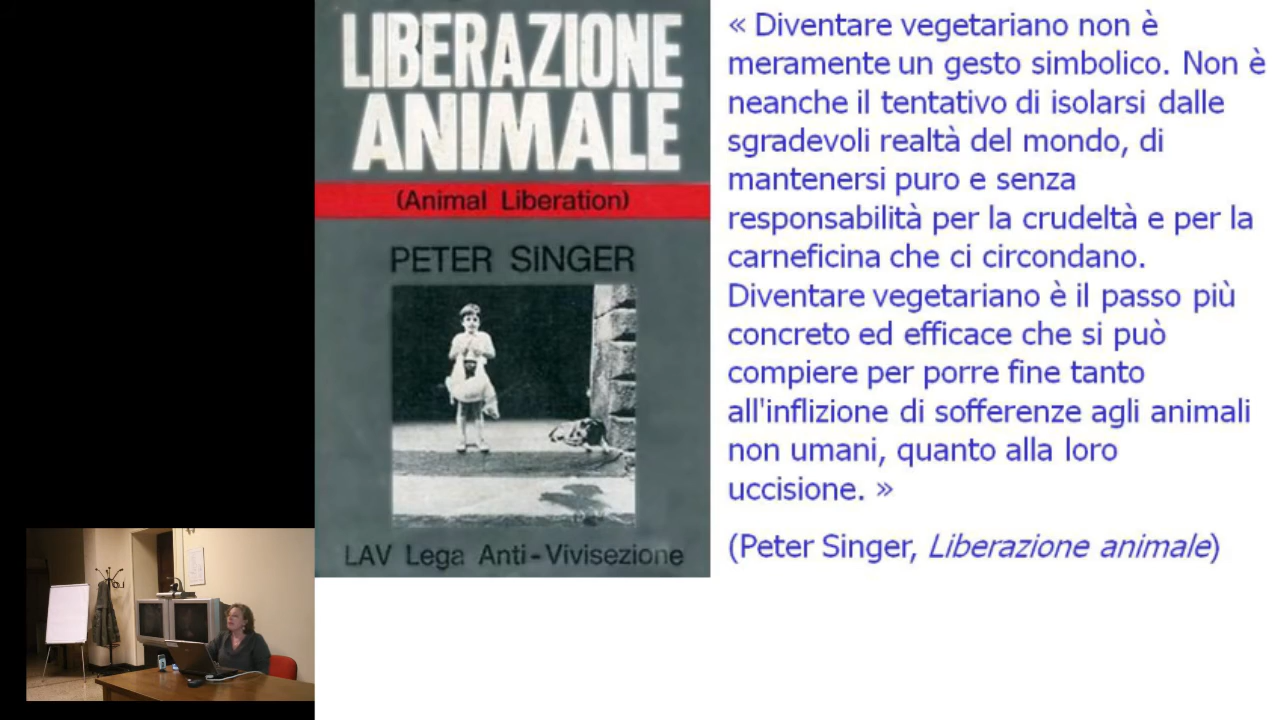 LIBERAZIONE
ANIMALE
(Animal Liberation)
PETER SINGER
LAV Lega Anti-Vivisezione
« Diventare vegetariano non è
meramente un gesto simbolico. Non è
neanche il tentativo di isolarsi dalle
sgradevoli realtà del mondo, di
mantenersi puro e senza
responsabilità per la crudeltà e per la
carneficina che ci circondano.
Diventare vegetariano è il passo più
concreto ed efficace che si può
compiere per porre fine tanto
all'inflizione di sofferenze agli animali
non umani, quanto alla loro
uccisione. »
(Peter Singer, Liberazione animale)